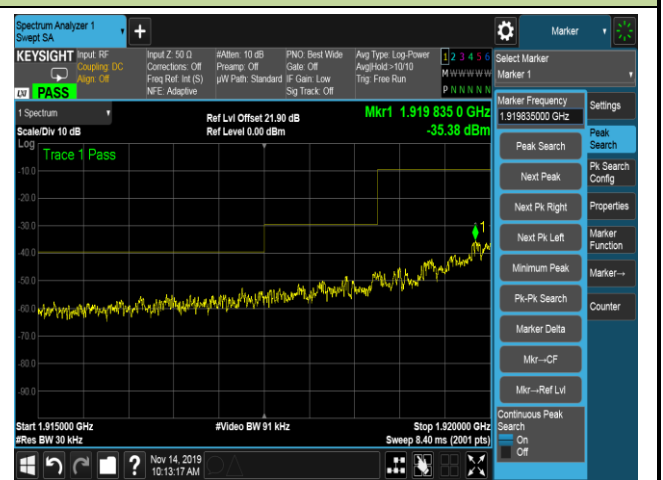 Spectrum Analyzer 1
Swept SA
+
Marker
KEYSIGHT
Input: RF
Coupling: DC
Align: Off
Input Z: 50 Ω
Corrections: Off
Freq Ref: Int (S)
NFE: Adaptive
#Atten: 10 dB
Preamp: Off
µW Path: Standard
PNO: Best Wide
Gate: Off
IF Gain: Low
Sig Track: Off
Avg Type: Log-Power
Avg|Hold:>10/10
Trig: Free Run
1 2 3 4 5 6
M W W W W W
P N N N N N
LXI
PASS
Select Marker
Marker 1
1 Spectrum
Scale/Div 10 dB
Ref Lvl Offset 21.90 dB
Ref Level 0.00 dBm
Mkr1 1.919 835 0 GHz
-35.38 dBm
Log
Trace 1 Pass
1
-10.0
-20.0
-30.0
-40.0
-50.0
-60.0
-70.0
-80.0
-90.0
Start 1.915000 GHz
#Res BW 30 kHz
#Video BW 91 kHz
Stop 1.920000 GHz
Sweep 8.40 ms (2001 pts)
Marker Frequency
1.919835000 GHz
Peak Search
Next Peak
Next Pk Right
Next Pk Left
Minimum Peak
Pk-Pk Search
Marker Delta
Mkr→CF
Mkr→Ref Lvl
Continuous Peak
Search
On
Off
Settings
Peak
Search
Pk Search
Config
Properties
Marker
Function
Marker→
Counter
?
Nov 14, 2019
10:13:17 AM